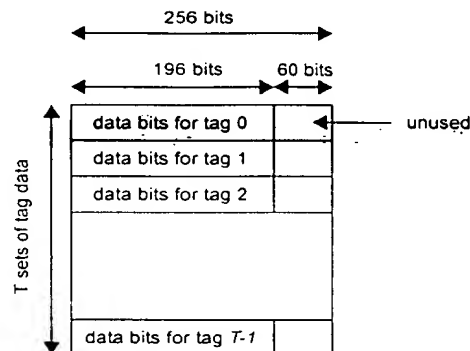 256 bits
196 bits 60 bits
data bits for tag 0 unused
data bits for tag 1
data bits for tag 2
T sets of tag data
data bits for tag T-1